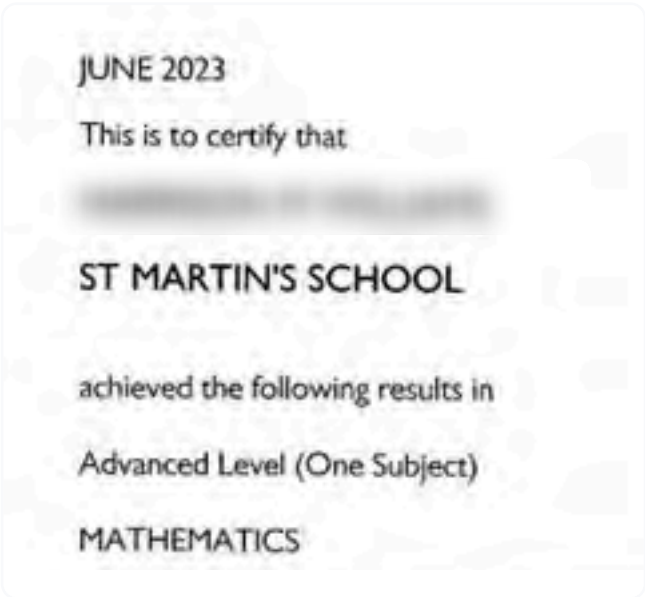 JUNE 2023
This is to certify that
ST MARTIN'S SCHOOL
achieved the following results in
Advanced Level (One Subject)
MATHEMATICS